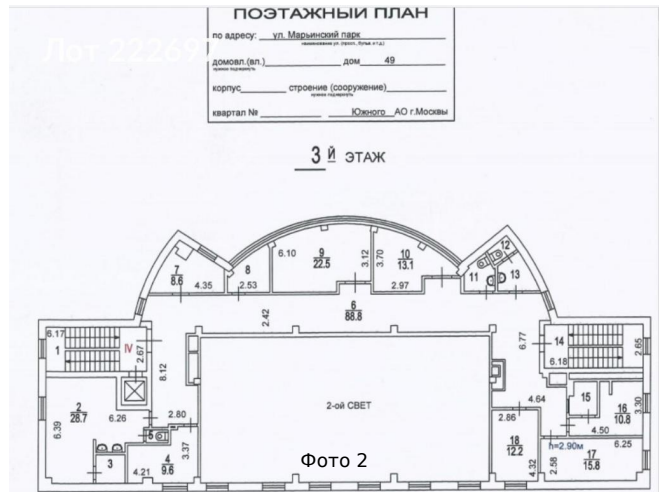 Лот 222697
ПОЭТАЖНЫЙ ПЛАН
по адресу: ул. Марьинский парк
домовл.(вл.) дом 49
корпус строение (сооружение)
квартал № Южного АО г.Москвы
3 Й ЭТАЖ
6.10 9 3.12 3.70 10 12
7 8 22.5 13.1 11 13
8.6
4.35 2.53 2.97
6
88.8
6.17 2.42
1 IV 2.67 6.77 14 2.65
6.18
8.12
2-ой СВЕТ
2 4.64 15 16
28.7 6.26 2.80 2.86 10.8 3.30
6.39 5 4.50
18 h=2.90м 6.25
3 4 3.37 12.2 17
4.21 9.6 4.32 2.58 15.8
Фото 2